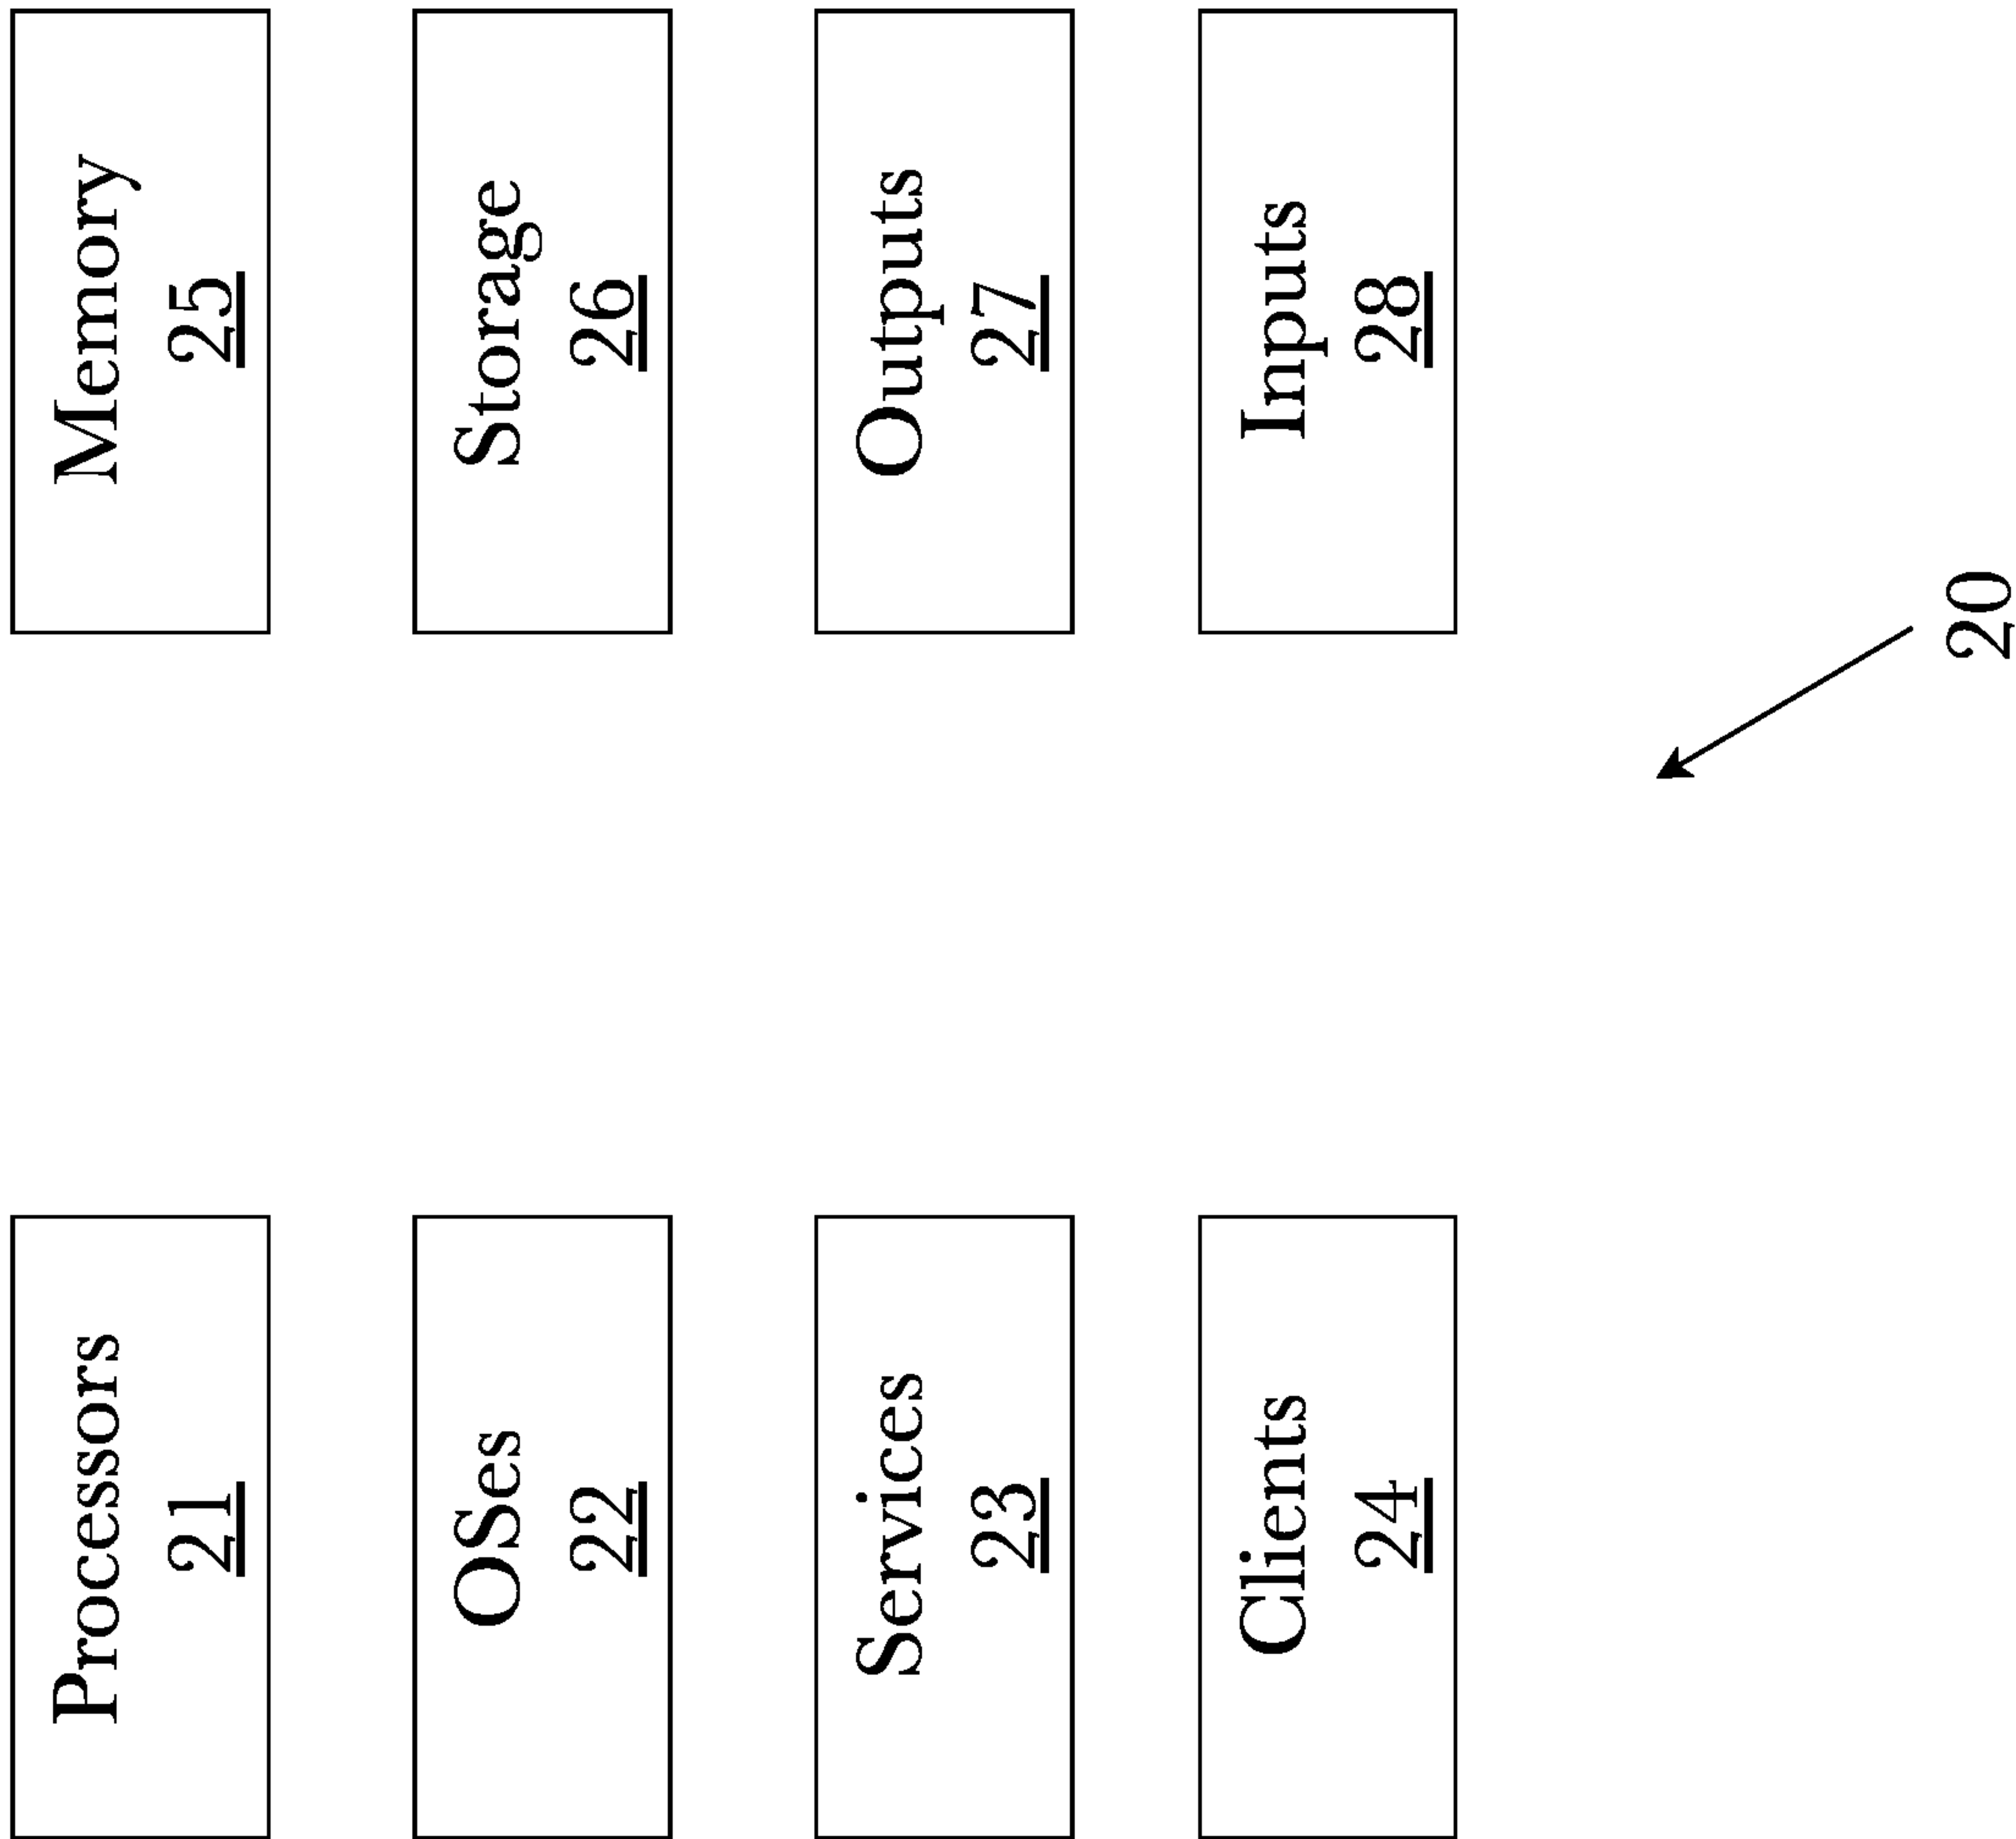 Processors
21
Memory
25
OSes
22
Storage
26
Services
23
Outputs
27
Clients
24
Inputs
28
20